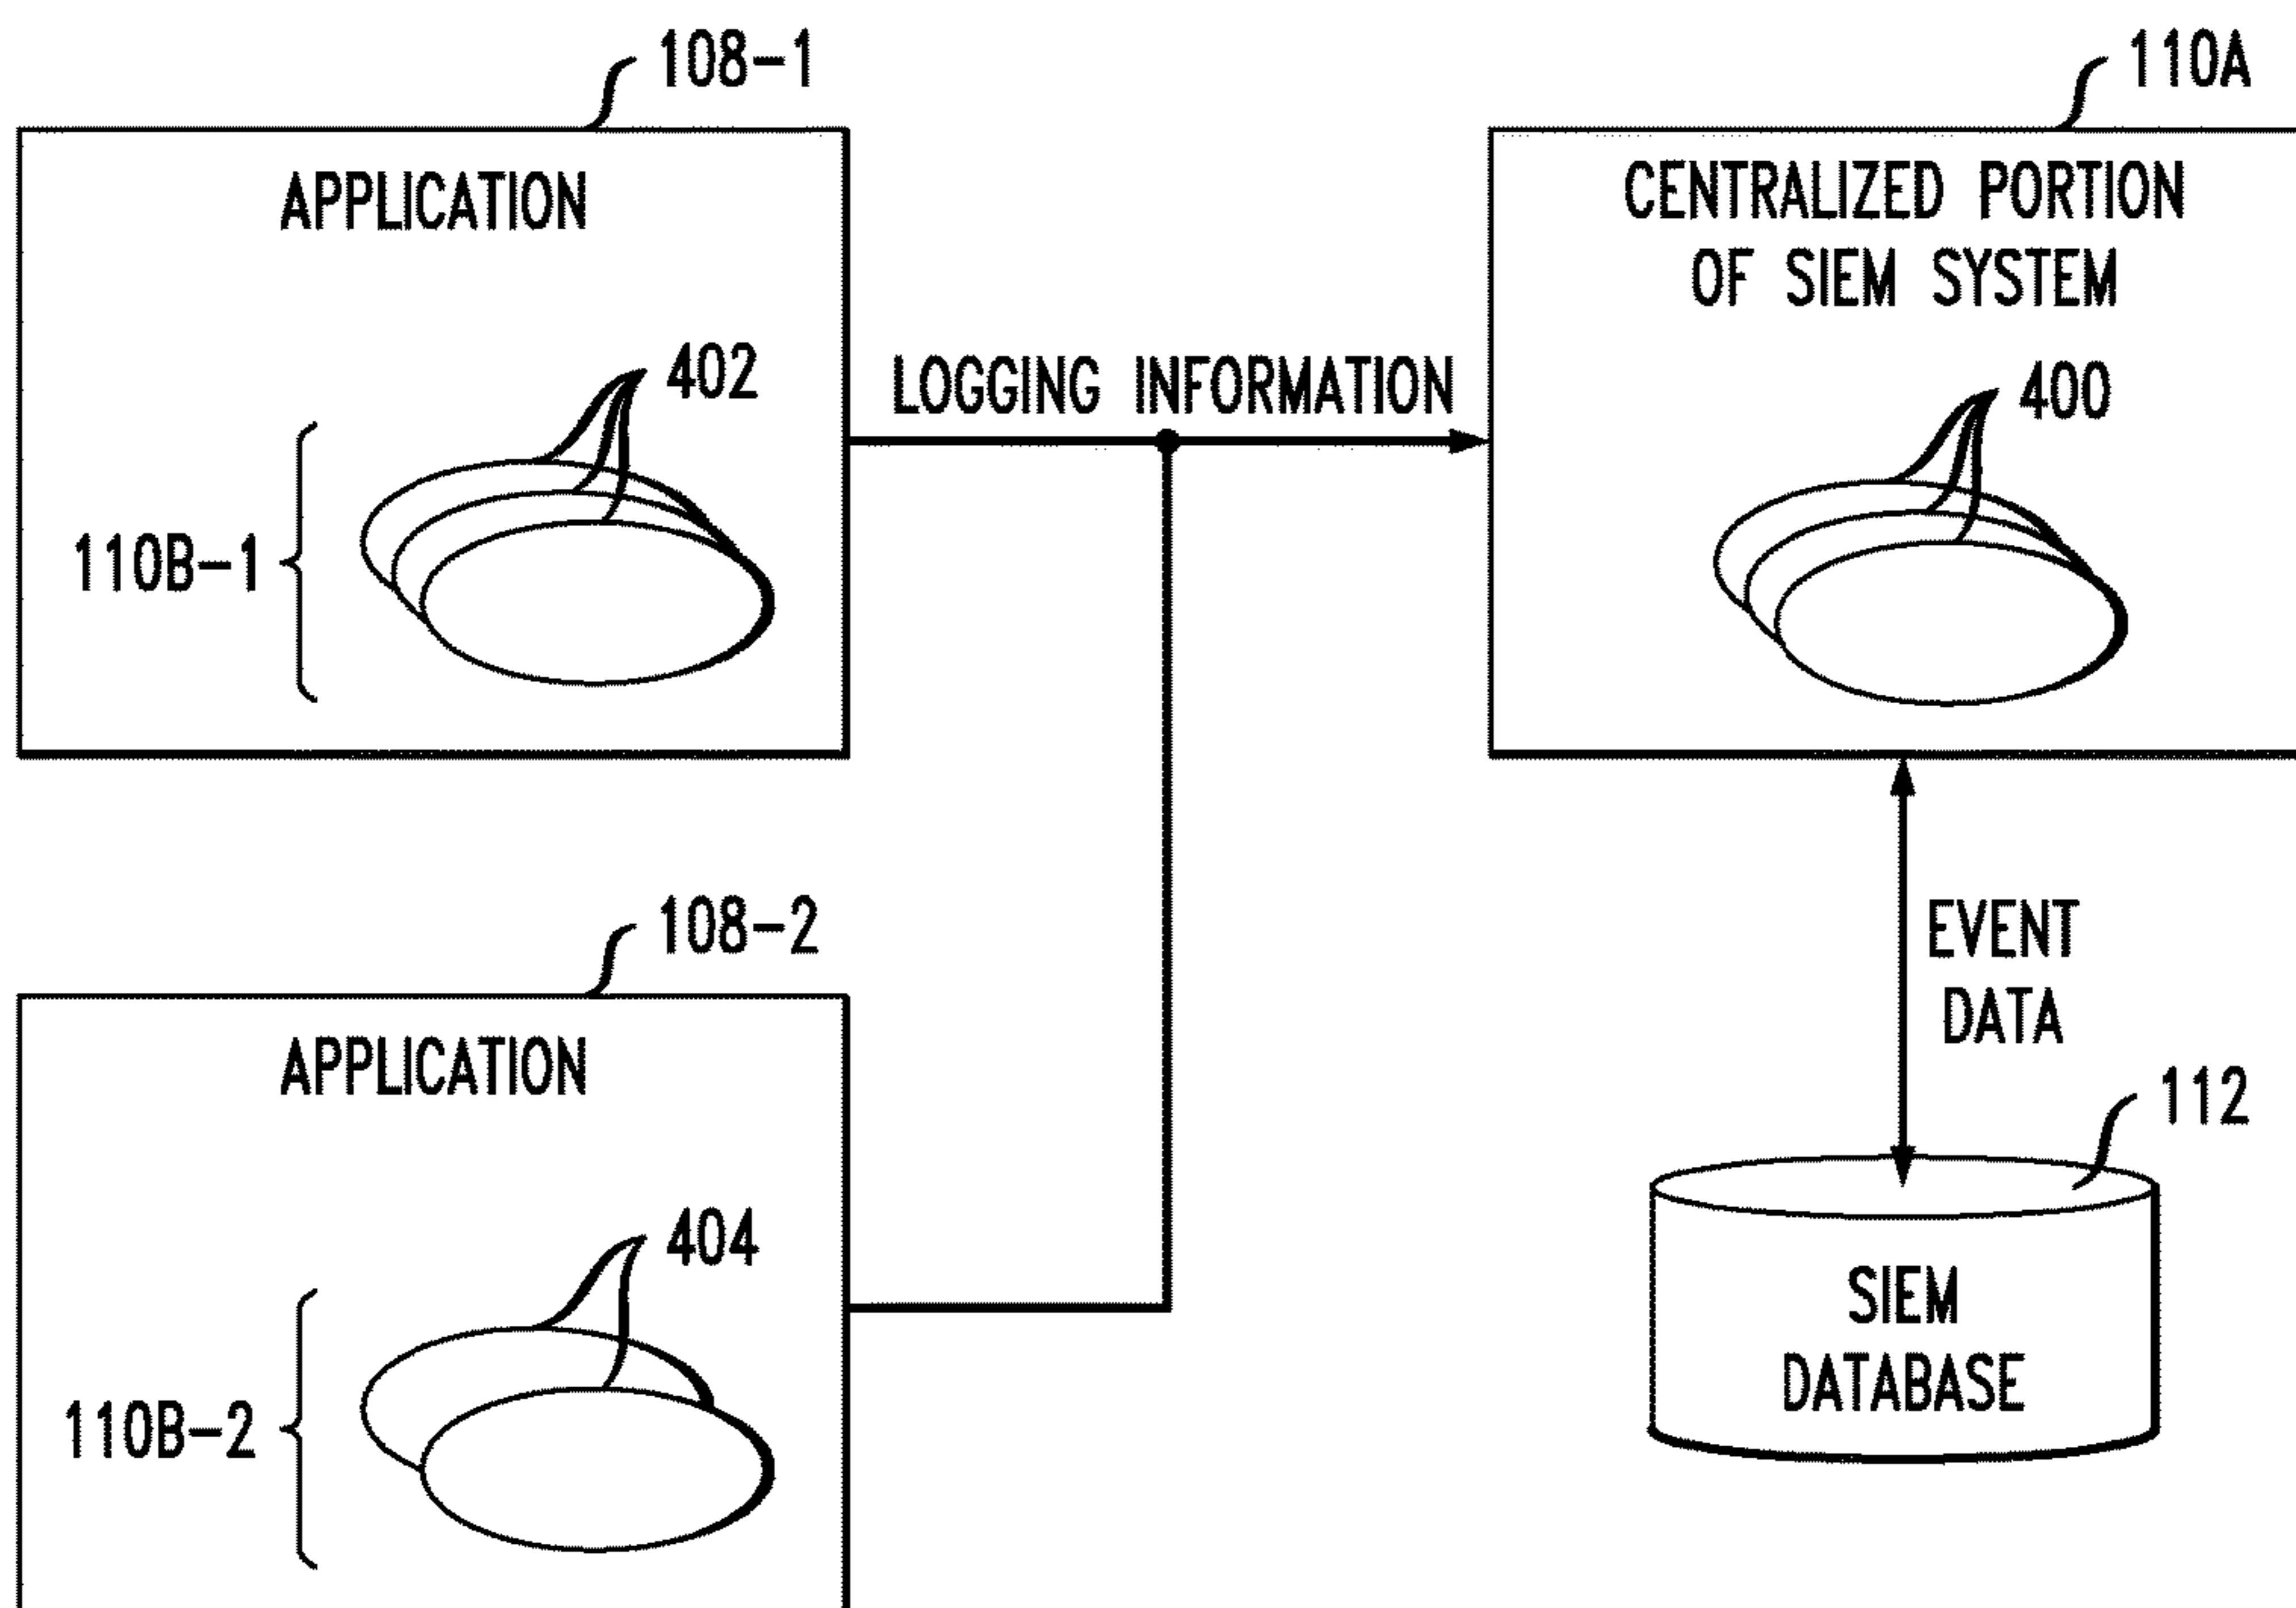 108-1
110A
APPLICATION
CENTRALIZED PORTION
OF SIEM SYSTEM
402
LOGGING INFORMATION
400
110B-1
108-2
EVENT
DATA
APPLICATION
112
404
SIEM
DATABASE
110B-2